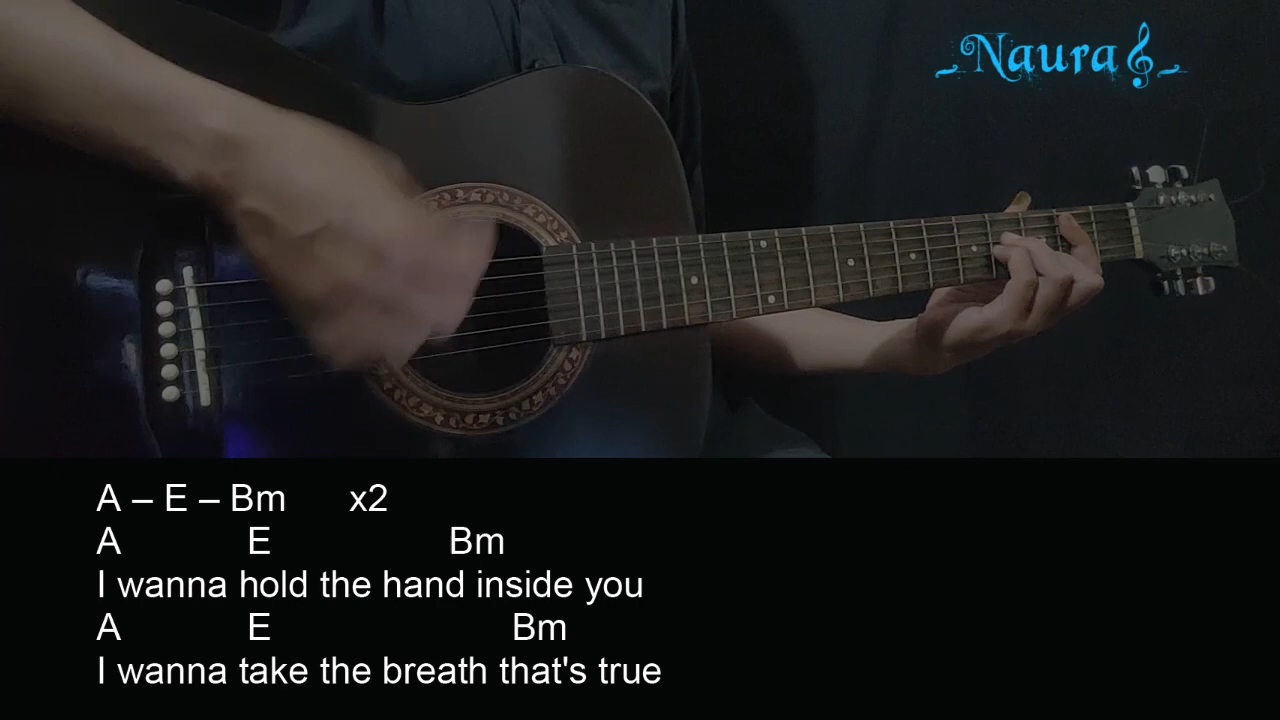 Naura
A – E – Bm x2
A E Bm
I wanna hold the hand inside you
A E Bm
I wanna take the breath that's true